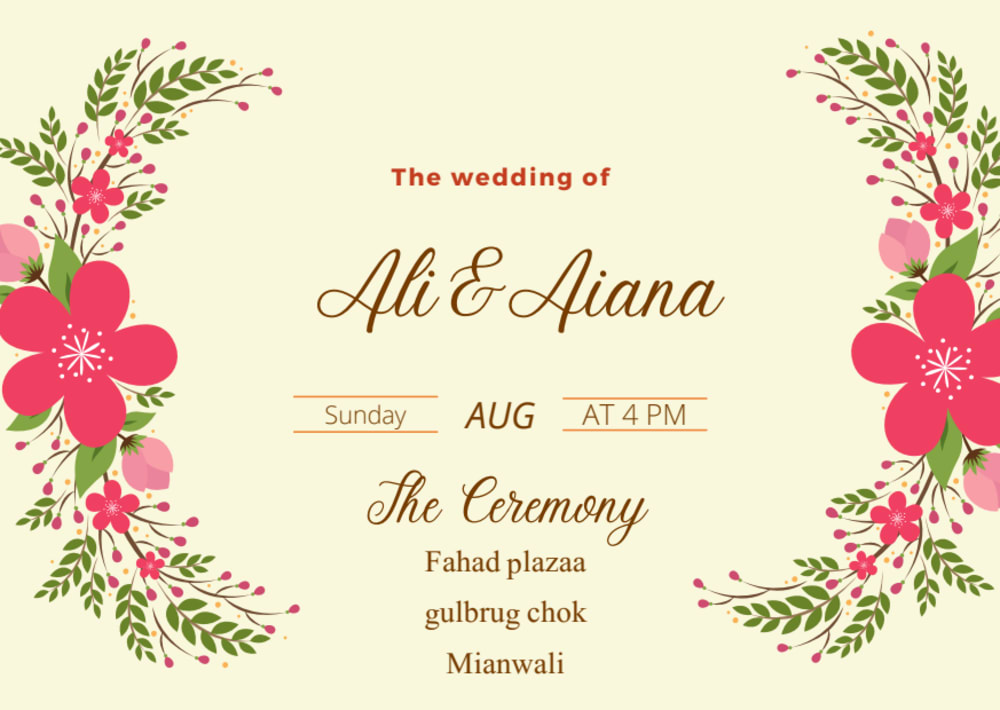 The wedding of
Ali & Aiana
Sunday AUG AT 4 PM
The Ceremony
Fahad plazaa
gulbrug chok
Mianwali